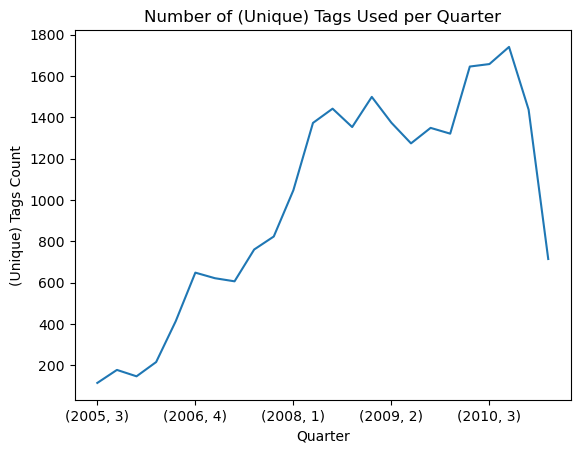 Number of (Unique) Tags Used per Quarter
(Unique) Tags Count
1800
1600
1400
1200
1000
800
600
400
200
(2005, 3) (2006, 4) (2008, 1) (2009, 2) (2010, 3)
Quarter